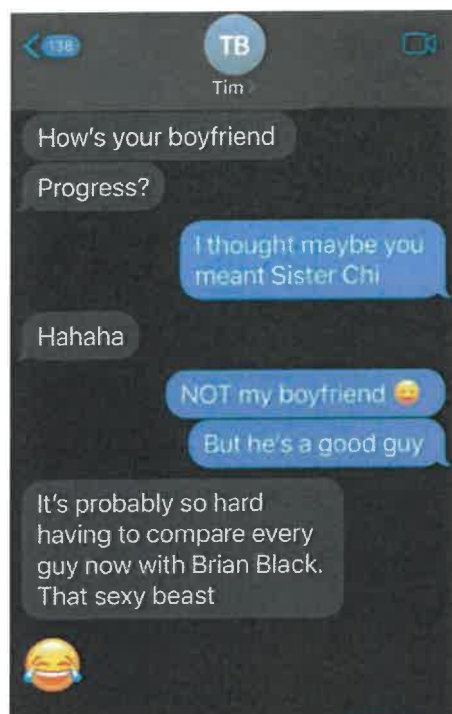 138
TB
Tim
How's your boyfriend
Progress?
I thought maybe you
meant Sister Chi
Hahaha
NOT my boyfriend 😅
But he's a good guy
It's probably so hard
having to compare every
guy now with Brian Black.
That sexy beast
😂